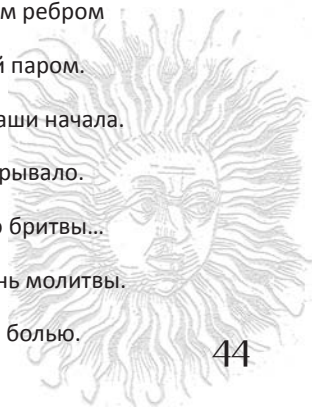 м ребром
й паром.
аши начала.
рывало.
о бритвы...
нь молитвы.
болью.
44